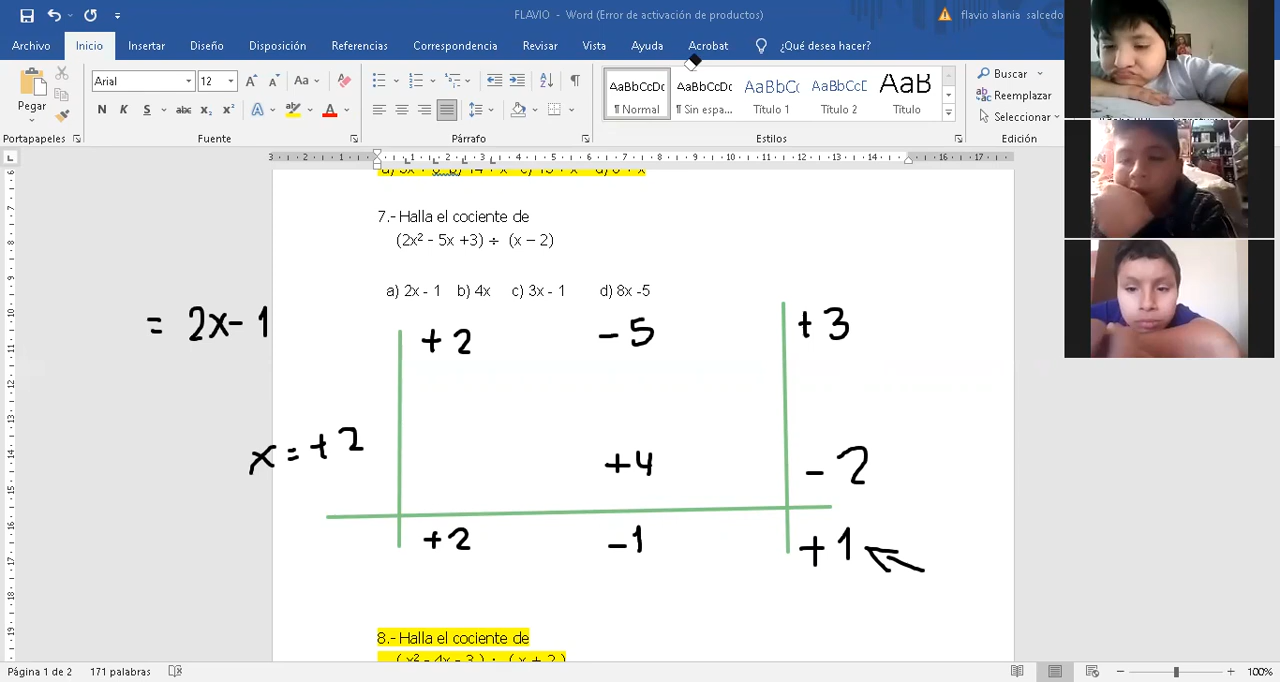 FLAVIO - Word (Error de activación de productos)
flavio alania salcedo
Archivo Inicio Insertar Diseño Disposición Referencias Correspondencia Revisar Vista Ayuda Acrobat ¿Qué desea hacer?
Pegar
Arial 12
AaBbCcDc AaBbCcDc AaBbCc AaBbCcD AaB
¶ Normal ¶ Sin espa... Título 1 Título 2 Título
Buscar
Reemplazar
Seleccionar
Portapapeles Fuente Párrafo Estilos Edición
7.- Halla el cociente de
(2x² - 5x +3) ÷ (x – 2)
a) 2x - 1 b) 4x c) 3x - 1 d) 8x -5
= 2x - 1
+2 - 5 + 3
x = +2
+4 - 2
+2 -1 +1
8.- Halla el cociente de
Página 1 de 2 171 palabras 100%